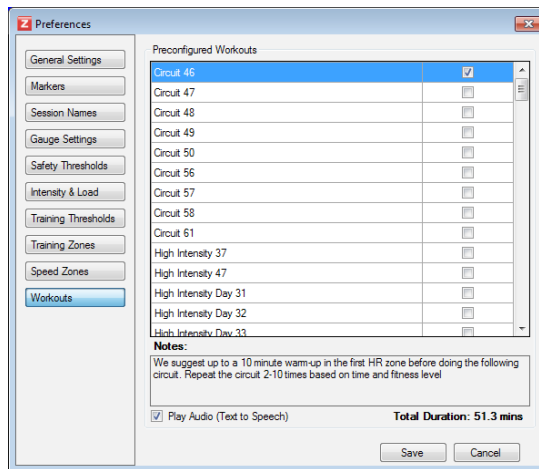 Z Preferences
General Settings
Markers
Session Names
Gauge Settings
Safety Thresholds
Intensity & Load
Training Thresholds
Training Zones
Speed Zones
Workouts
Preconfigured Workouts
Circuit 46
Circuit 47
Circuit 48
Circuit 49
Circuit 50
Circuit 56
Circuit 57
Circuit 58
Circuit 61
High Intensity 37
High Intensity 47
High Intensity Day 31
High Intensity Day 32
High Intensity Day 33
Notes:
We suggest up to a 10 minute warm-up in the first HR zone before doing the following
circuit. Repeat the circuit 2-10 times based on time and fitness level
Play Audio (Text to Speech)
Total Duration: 51.3 mins
Save
Cancel